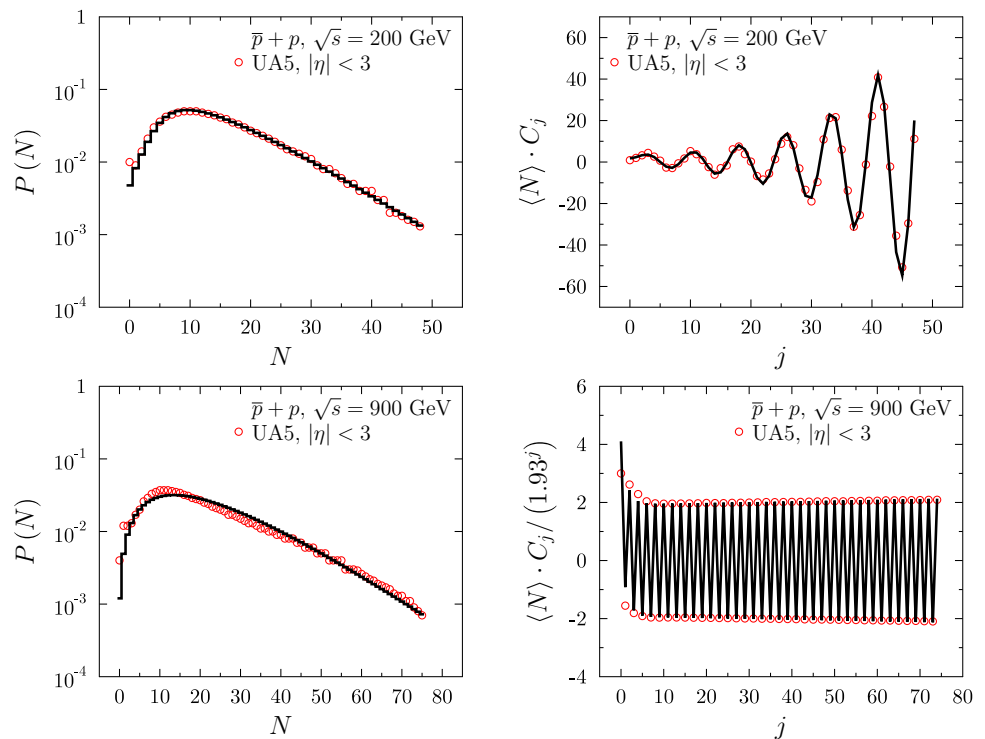 p̅ + p, √s = 200 GeV
UA5, |η| < 3
P (N)
1
10⁻¹
10⁻²
10⁻³
10⁻⁴
0 10 20 30 40 50
N
p̅ + p, √s = 200 GeV
UA5, |η| < 3
⟨N⟩ · C_j
60
40
20
0
-20
-40
-60
0 10 20 30 40 50
j
p̅ + p, √s = 900 GeV
UA5, |η| < 3
P (N)
1
10⁻¹
10⁻²
10⁻³
10⁻⁴
0 10 20 30 40 50 60 70 80
N
p̅ + p, √s = 900 GeV
UA5, |η| < 3
⟨N⟩ · C_j / (1.93^j)
6
4
2
0
-2
-4
0 10 20 30 40 50 60 70 80
j